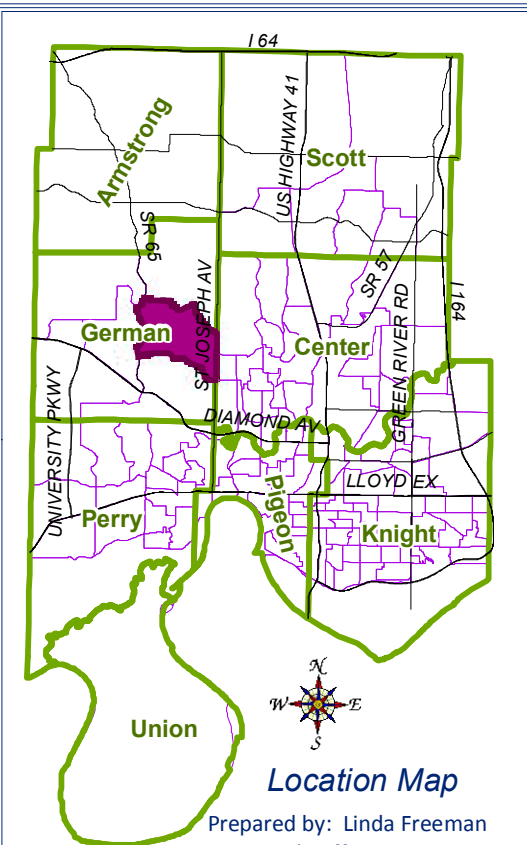 I 64
Armstrong
US HIGHWAY 41
Scott
SR 65
ST JOSEPH AV
SR 57
I 164
German
Center
GREEN RIVER RD
UNIVERSITY PKWY
DIAMOND AV
LLOYD EX
Perry
Pigeon
Knight
N
W
E
S
Union
Location Map
Prepared by: Linda Freeman